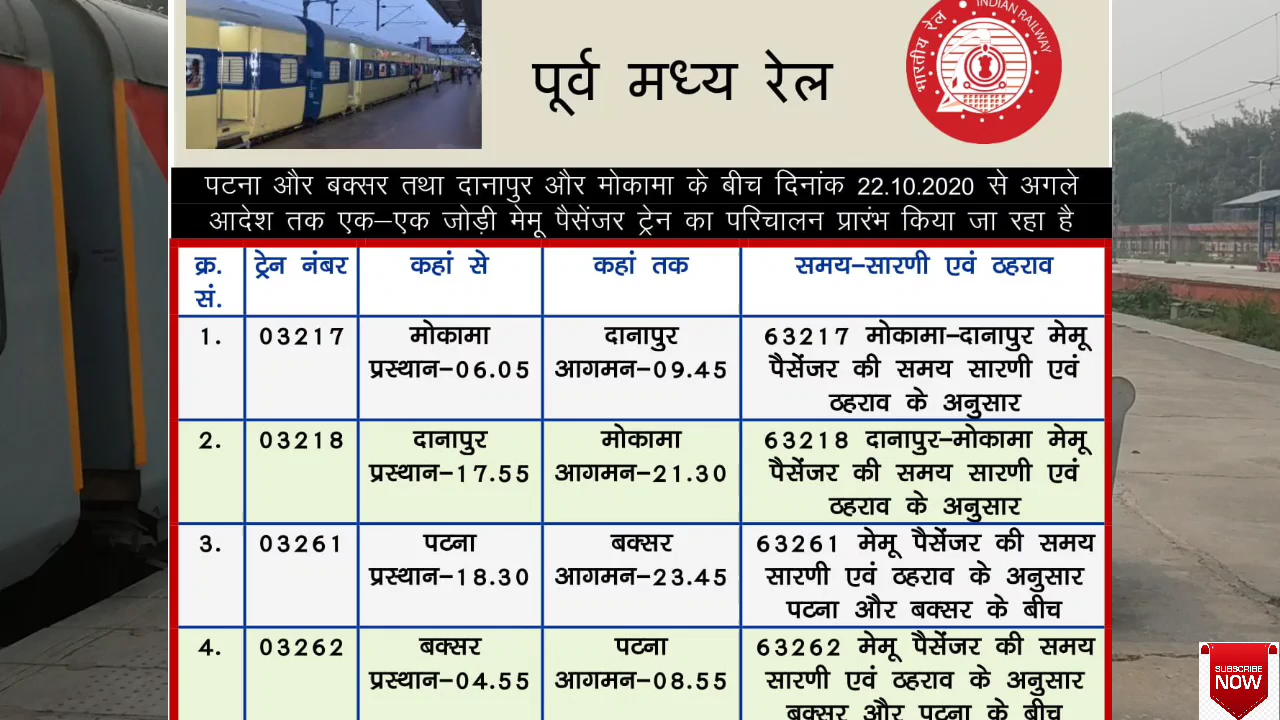 पूर्व मध्य रेल
भारतीय रेल
INDIAN RAILWAY
पटना और बक्सर तथा दानापुर और मोकामा के बीच दिनांक 22.10.2020 से अगले
आदेश तक एक–एक जोड़ी मेमू पैसेंजर ट्रेन का परिचालन प्रारंभ किया जा रहा है
क्र. ट्रेन नंबर कहां से कहां तक समय–सारणी एवं ठहराव
सं.
1. 03217 मोकामा दानापुर 63217 मोकामा–दानापुर मेमू
प्रस्थान–06.05 आगमन–09.45 पैसेंजर की समय सारणी एवं
ठहराव के अनुसार
2. 03218 दानापुर मोकामा 63218 दानापुर–मोकामा मेमू
प्रस्थान–17.55 आगमन–21.30 पैसेंजर की समय सारणी एवं
ठहराव के अनुसार
3. 03261 पटना बक्सर 63261 मेमू पैसेंजर की समय
प्रस्थान–18.30 आगमन–23.45 सारणी एवं ठहराव के अनुसार
पटना और बक्सर के बीच
4. 03262 बक्सर पटना 63262 मेमू पैसेंजर की समय
प्रस्थान–04.55 आगमन–08.55 सारणी एवं ठहराव के अनुसार
बक्सर और पटना के बीच
SUBSCRIBE
NOW